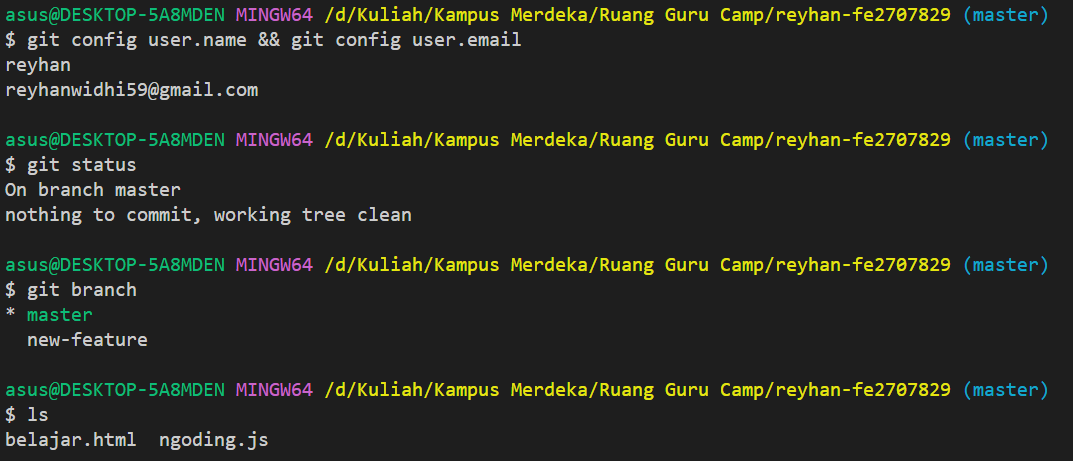 asus@DESKTOP-5A8MDEN MINGW64 /d/Kuliah/Kampus Merdeka/Ruang Guru Camp/reyhan-fe2707829 (master)
$ git config user.name && git config user.email
reyhan
reyhanwidhi59@gmail.com
asus@DESKTOP-5A8MDEN MINGW64 /d/Kuliah/Kampus Merdeka/Ruang Guru Camp/reyhan-fe2707829 (master)
$ git status
On branch master
nothing to commit, working tree clean
asus@DESKTOP-5A8MDEN MINGW64 /d/Kuliah/Kampus Merdeka/Ruang Guru Camp/reyhan-fe2707829 (master)
$ git branch
* master
  new-feature
asus@DESKTOP-5A8MDEN MINGW64 /d/Kuliah/Kampus Merdeka/Ruang Guru Camp/reyhan-fe2707829 (master)
$ ls
belajar.html  ngoding.js